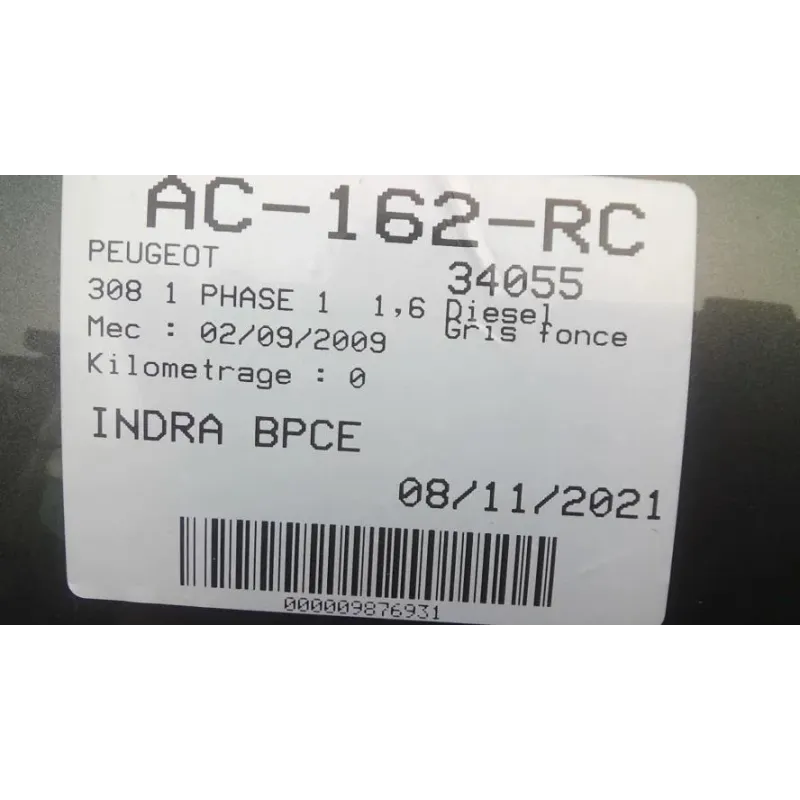 AC-162-RC
PEUGEOT
34055
308 1 PHASE 1 1,6 Diesel
Gris fonce
Mec : 02/09/2009
Kilometrage : 0
INDRA BPCE
08/11/2021
000009876931